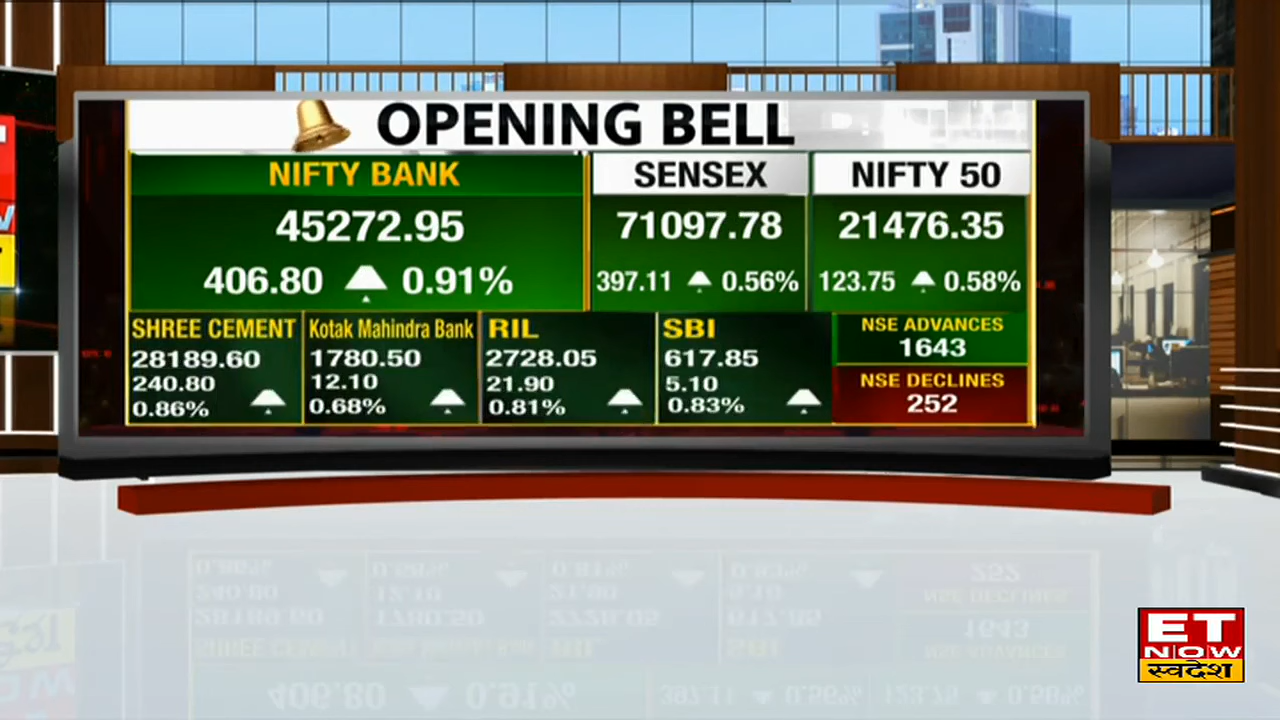 OPENING BELL
NIFTY BANK
45272.95
406.80 0.91%
SENSEX
71097.78
397.11 0.56%
NIFTY 50
21476.35
123.75 0.58%
SHREE CEMENT
28189.60
240.80
0.86%
Kotak Mahindra Bank
1780.50
12.10
0.68%
RIL
2728.05
21.90
0.81%
SBI
617.85
5.10
0.83%
NSE ADVANCES
1643
NSE DECLINES
252
ET
NOW
स्वदेश